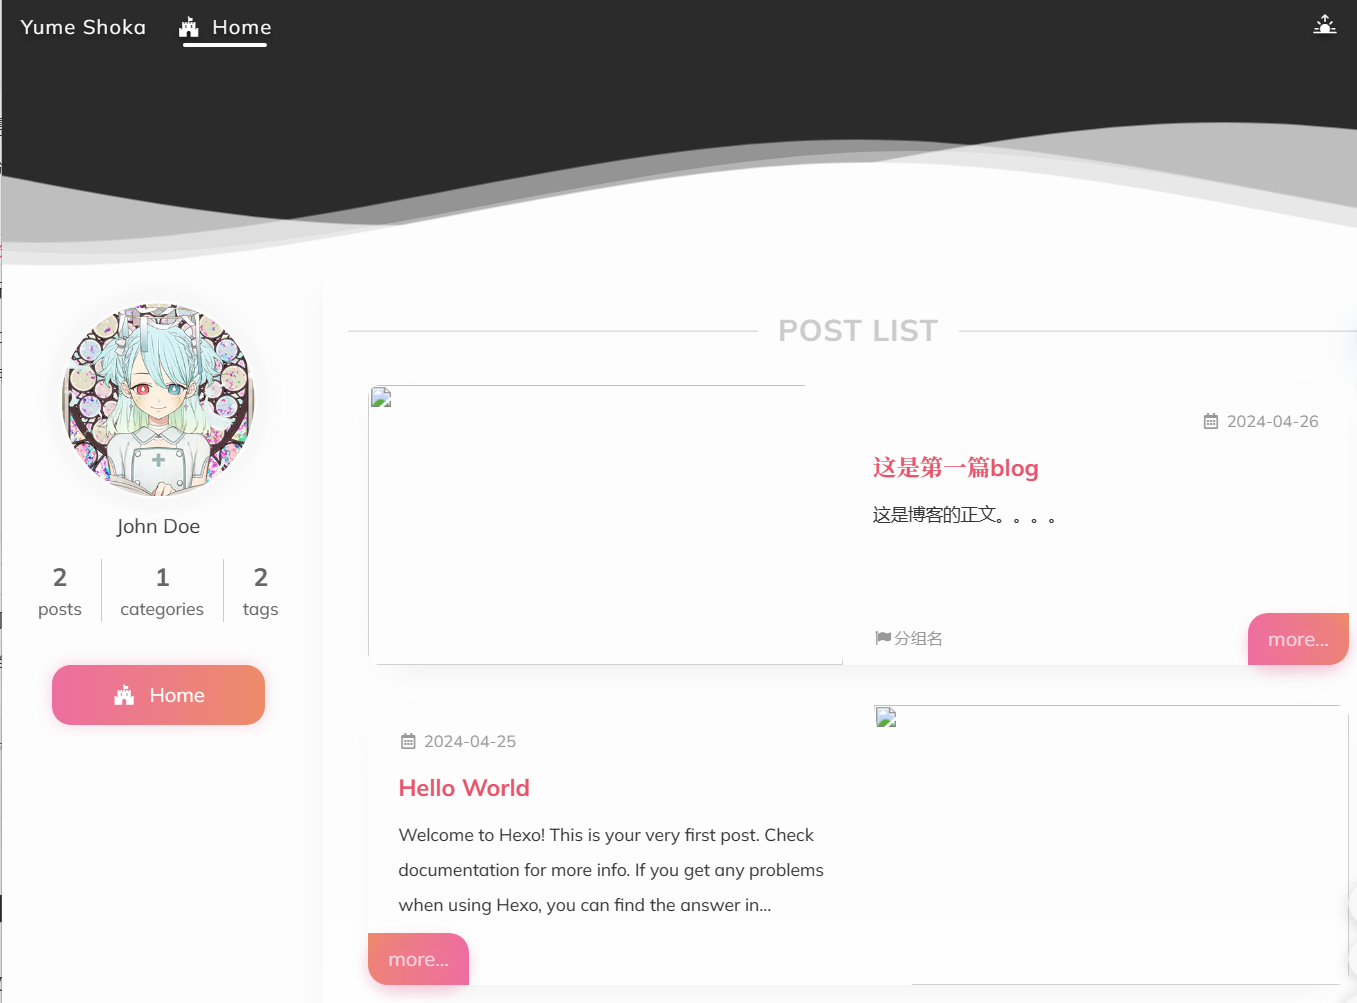 Yume Shoka
Home
POST LIST
2024-04-26
这是第一篇blog
这是博客的正文。。。。
分组名
more...
John Doe
2 1 2
posts categories tags
Home
2024-04-25
Hello World
Welcome to Hexo! This is your very first post. Check
documentation for more info. If you get any problems
when using Hexo, you can find the answer in...
more...